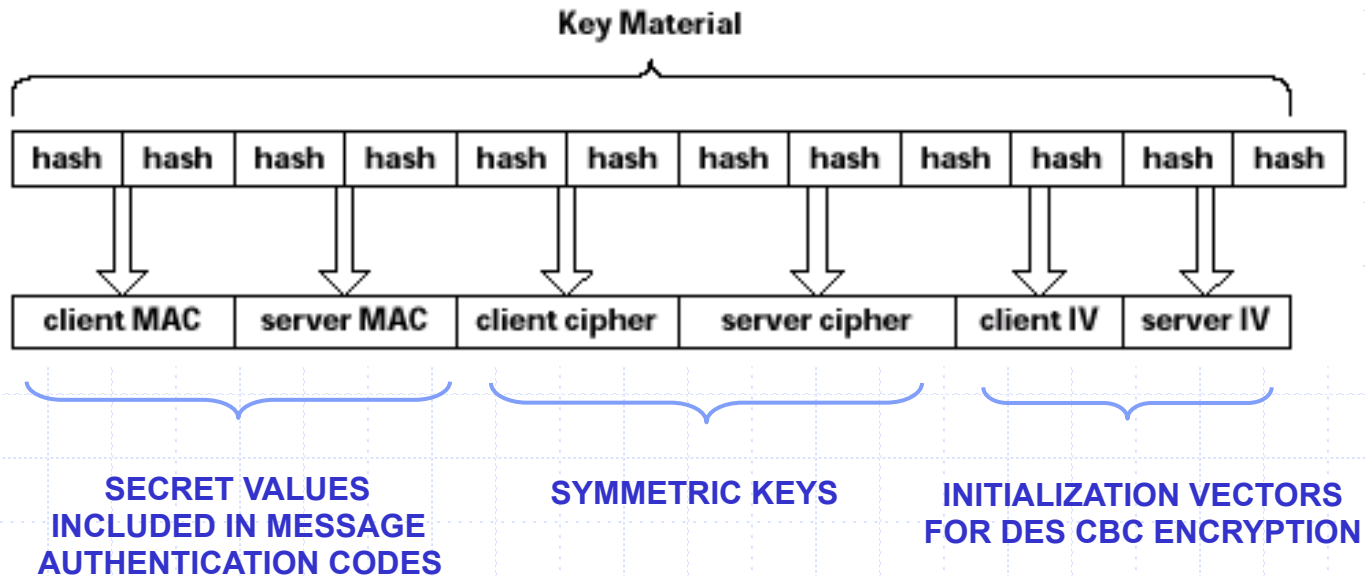 Key Material
hash hash hash hash hash hash hash hash hash hash hash hash
client MAC server MAC client cipher server cipher client IV server IV
SECRET VALUES
INCLUDED IN MESSAGE
AUTHENTICATION CODES
SYMMETRIC KEYS
INITIALIZATION VECTORS
FOR DES CBC ENCRYPTION